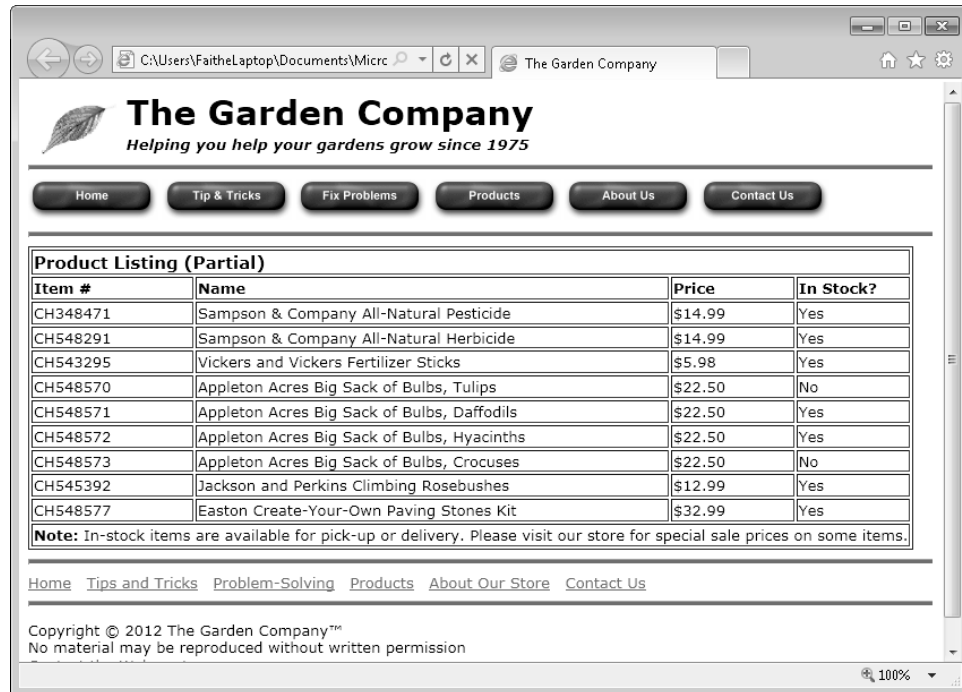 C:\Users\FaitheLaptop\Documents\Micrc
The Garden Company
The Garden Company
Helping you help your gardens grow since 1975
Home Tip & Tricks Fix Problems Products About Us Contact Us
Product Listing (Partial)
Item # Name Price In Stock?
CH348471 Sampson & Company All-Natural Pesticide $14.99 Yes
CH548291 Sampson & Company All-Natural Herbicide $14.99 Yes
CH543295 Vickers and Vickers Fertilizer Sticks $5.98 Yes
CH548570 Appleton Acres Big Sack of Bulbs, Tulips $22.50 No
CH548571 Appleton Acres Big Sack of Bulbs, Daffodils $22.50 Yes
CH548572 Appleton Acres Big Sack of Bulbs, Hyacinths $22.50 Yes
CH548573 Appleton Acres Big Sack of Bulbs, Crocuses $22.50 No
CH545392 Jackson and Perkins Climbing Rosebushes $12.99 Yes
CH548577 Easton Create-Your-Own Paving Stones Kit $32.99 Yes
Note: In-stock items are available for pick-up or delivery. Please visit our store for special sale prices on some items.
Home Tips and Tricks Problem-Solving Products About Our Store Contact Us
Copyright © 2012 The Garden Company™
No material may be reproduced without written permission
100%